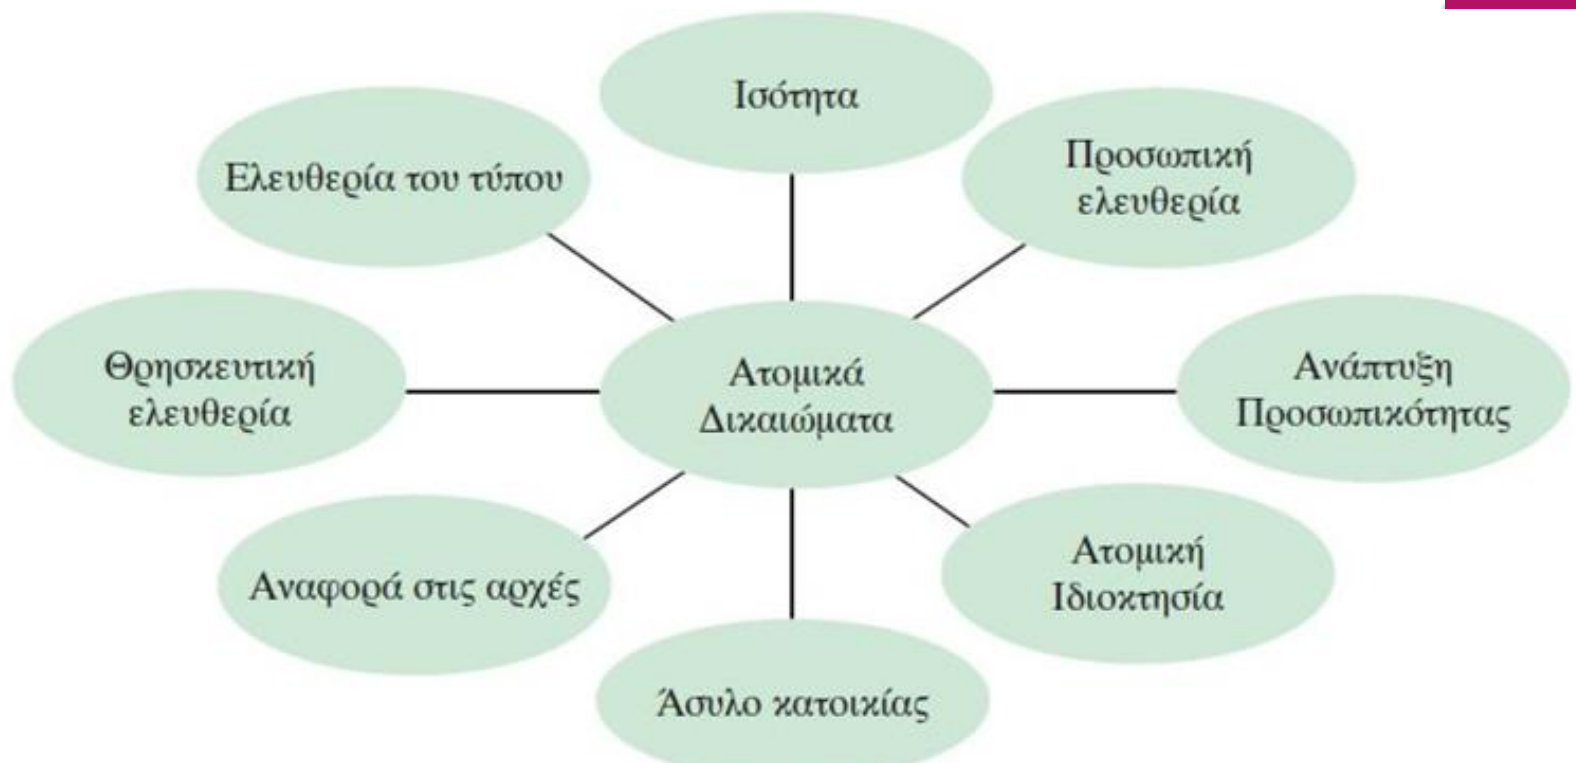 Ισότητα
Προσωπική
ελευθερία
Ελευθερία του τύπου
Θρησκευτική
ελευθερία
Ατομικά
Δικαιώματα
Ανάπτυξη
Προσωπικότητας
Αναφορά στις αρχές
Ατομική
Ιδιοκτησία
Άσυλο κατοικίας